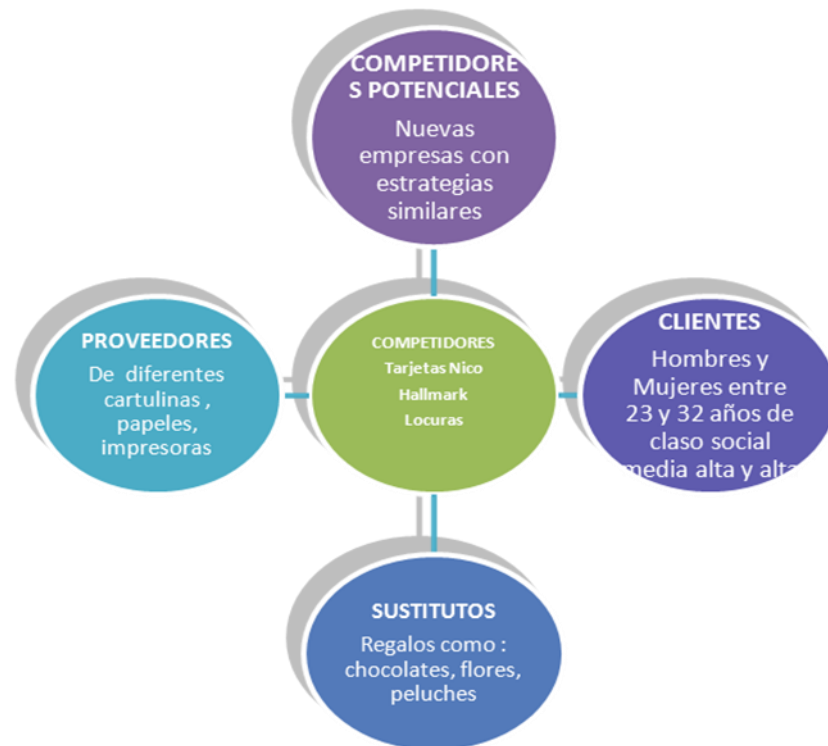 COMPETIDORE
S POTENCIALES
Nuevas
empresas con
estrategias
similares
PROVEEDORES
De diferentes
cartulinas ,
papeles,
impresoras
COMPETIDORES
Tarjetas Nico
Hallmark
Locuras
CLIENTES
Hombres y
Mujeres entre
23 y 32 años de
claso social
media alta y alta
SUSTITUTOS
Regalos como :
chocolates, flores,
peluches